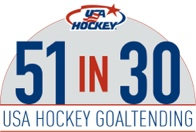 USA
HOCKEY
51 IN 30
USA HOCKEY GOALTENDING